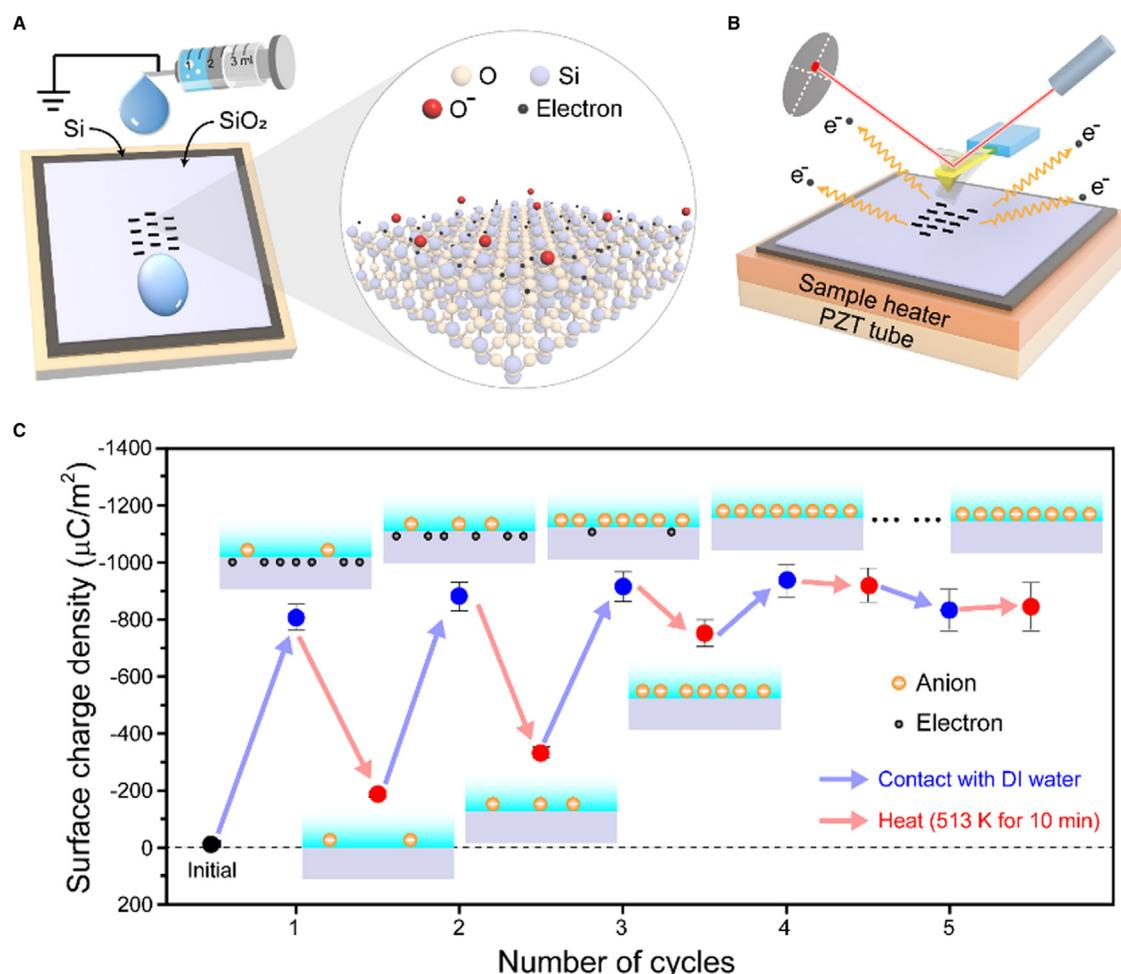 A
1 2 3 ml
Si
SiO₂
O Si
O⁻ Electron
B
e⁻
e⁻
e⁻
e⁻
Sample heater
PZT tube
C
Surface charge density (μC/m²)
-1400
-1200
-1000
-800
-600
-400
-200
0
200
Initial
Anion
Electron
Contact with DI water
Heat (513 K for 10 min)
1 2 3 4 5
Number of cycles